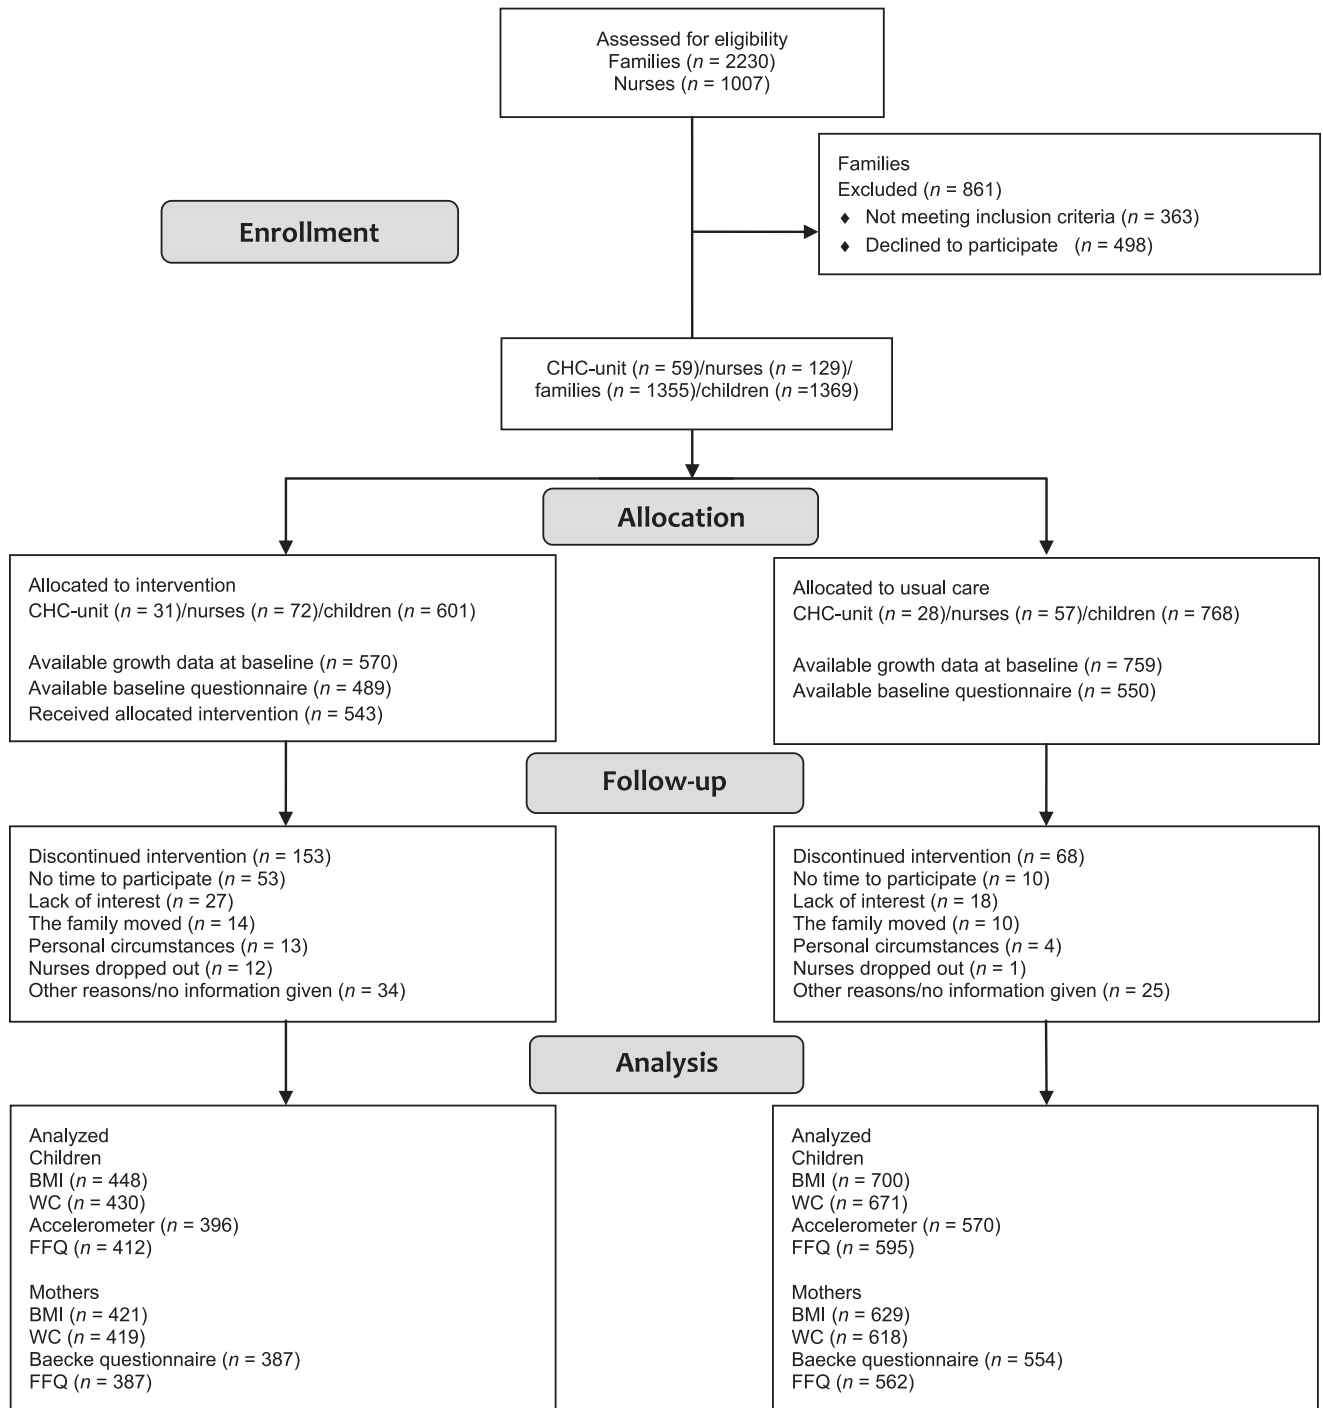 Assessed for eligibility
Families (n = 2230)
Nurses (n = 1007)
Families
Excluded (n = 861)
♦ Not meeting inclusion criteria (n = 363)
♦ Declined to participate (n = 498)
Enrollment
CHC-unit (n = 59)/nurses (n = 129)/
families (n = 1355)/children (n =1369)
Allocation
Allocated to intervention
CHC-unit (n = 31)/nurses (n = 72)/children (n = 601)
Available growth data at baseline (n = 570)
Available baseline questionnaire (n = 489)
Received allocated intervention (n = 543)
Allocated to usual care
CHC-unit (n = 28)/nurses (n = 57)/children (n = 768)
Available growth data at baseline (n = 759)
Available baseline questionnaire (n = 550)
Follow-up
Discontinued intervention (n = 153)
No time to participate (n = 53)
Lack of interest (n = 27)
The family moved (n = 14)
Personal circumstances (n = 13)
Nurses dropped out (n = 12)
Other reasons/no information given (n = 34)
Discontinued intervention (n = 68)
No time to participate (n = 10)
Lack of interest (n = 18)
The family moved (n = 10)
Personal circumstances (n = 4)
Nurses dropped out (n = 1)
Other reasons/no information given (n = 25)
Analysis
Analyzed
Children
BMI (n = 448)
WC (n = 430)
Accelerometer (n = 396)
FFQ (n = 412)
Mothers
BMI (n = 421)
WC (n = 419)
Baecke questionnaire (n = 387)
FFQ (n = 387)
Analyzed
Children
BMI (n = 700)
WC (n = 671)
Accelerometer (n = 570)
FFQ (n = 595)
Mothers
BMI (n = 629)
WC (n = 618)
Baecke questionnaire (n = 554)
FFQ (n = 562)